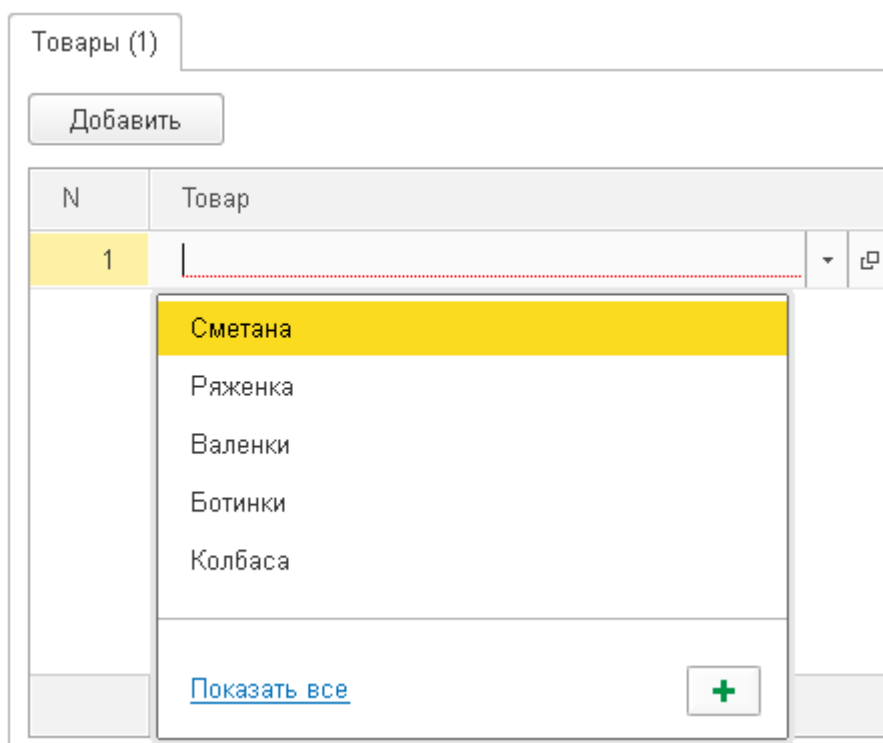 Товары (1)
Добавить
N Товар
1
Сметана
Ряженка
Валенки
Ботинки
Колбаса
Показать все